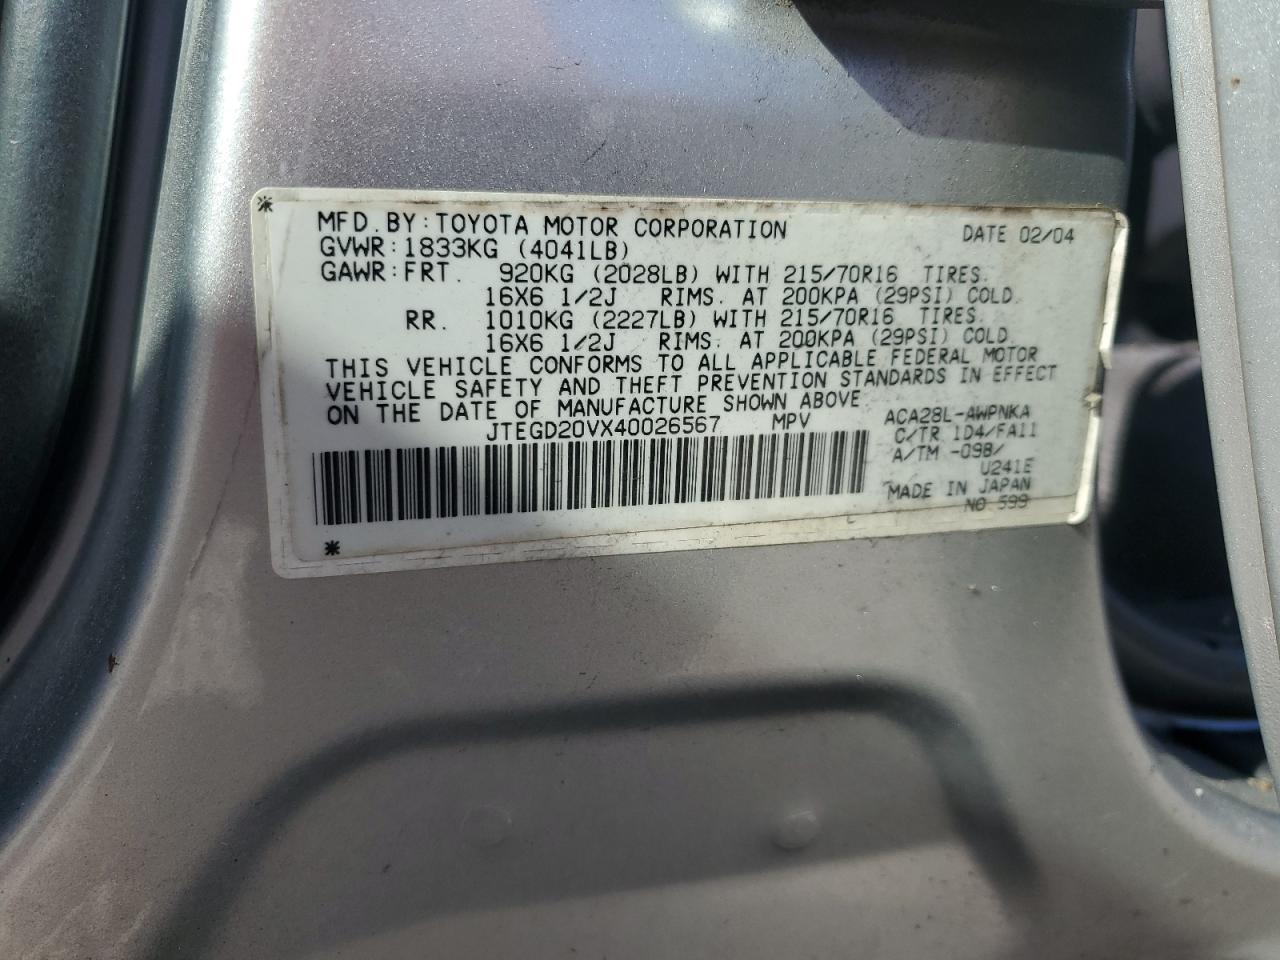 MFD. BY: TOYOTA MOTOR CORPORATION DATE 02/04
GVWR: 1833KG (4041LB)
GAWR: FRT. 920KG (2028LB) WITH 215/70R16 TIRES.
16X6 1/2J RIMS. AT 200KPA (29PSI) COLD.
RR. 1010KG (2227LB) WITH 215/70R16 TIRES.
16X6 1/2J RIMS. AT 200KPA (29PSI) COLD
THIS VEHICLE CONFORMS TO ALL APPLICABLE FEDERAL MOTOR
VEHICLE SAFETY AND THEFT PREVENTION STANDARDS IN EFFECT
ON THE DATE OF MANUFACTURE SHOWN ABOVE.
JTEGD20VX40026567 MPV ACA28L-AWPNKA
C/TR 1D4/FA11
A/TM -09B/
U241E
MADE IN JAPAN
NO 599